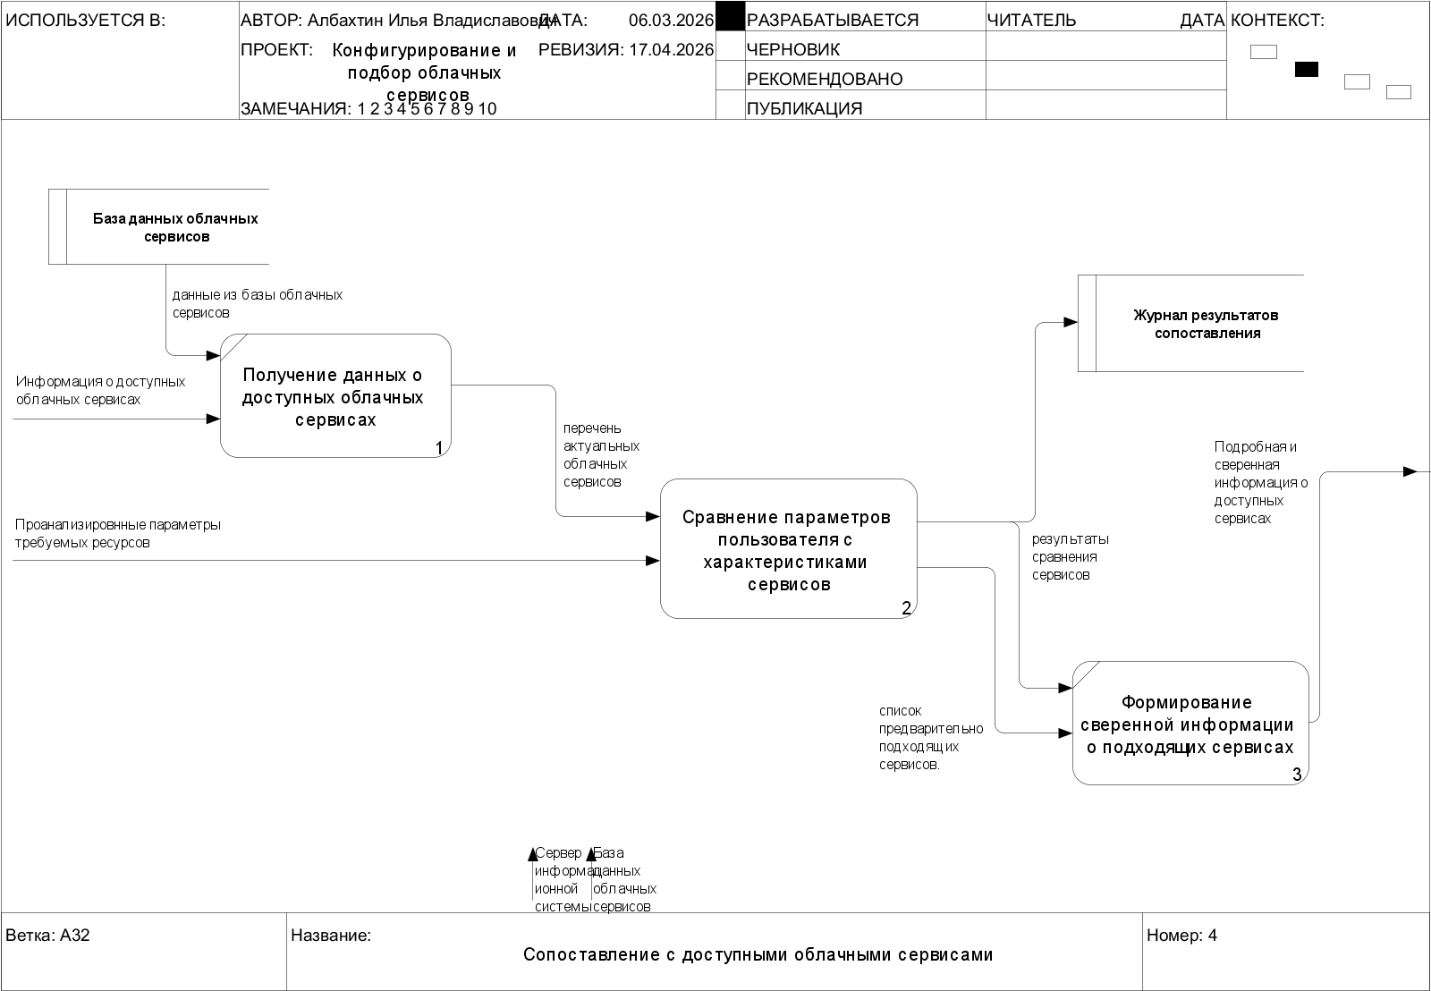 ИСПОЛЬЗУЕТСЯ В:
АВТОР: Албахтин Илья Владиславович
ДАТА: 06.03.2026
ПРОЕКТ: Конфигурирование и
подбор облачных
сервисов
РЕВИЗИЯ: 17.04.2026
ЗАМЕЧАНИЯ: 1 2 3 4 5 6 7 8 9 10
РАЗРАБАТЫВАЕТСЯ
ЧЕРНОВИК
РЕКОМЕНДОВАНО
ПУБЛИКАЦИЯ
ЧИТАТЕЛЬ ДАТА
КОНТЕКСТ:
База данных облачных
сервисов
данные из базы облачных
сервисов
Информация о доступных
облачных сервисах
Получение данных о
доступных облачных
сервисах
1
перечень
актуальных
облачных
сервисов
Проанализировнные параметры
требуемых ресурсов
Сравнение параметров
пользователя с
характеристиками
сервисов
2
Журнал результатов
сопоставления
результаты
сравнения
сервисов
Подробная и
сверенная
информация о
доступных
сервисах
список
предварительно
подходящих
сервисов.
Формирование
сверенной информации
о подходящих сервисах
3
Сервер
информац
ионной
системы
База
данных
облачных
сервисов
Ветка: A32
Название:
Сопоставление с доступными облачными сервисами
Номер: 4